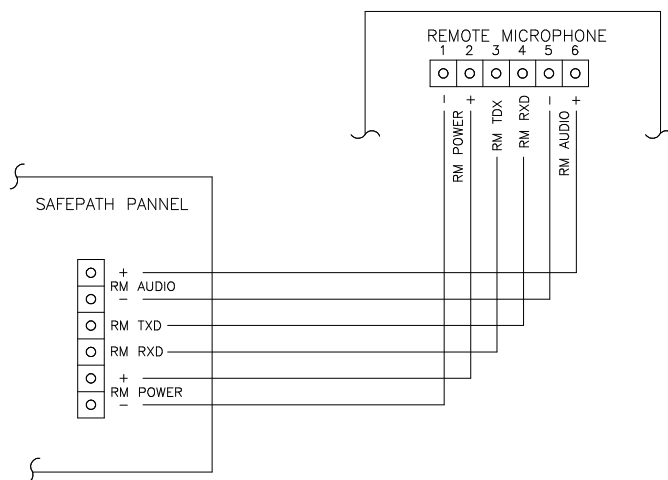 REMOTE MICROPHONE
1 2 3 4 5 6
- + - +
RM POWER
RM TDX
RM RXD
RM AUDIO
SAFEPATH PANNEL
+
RM AUDIO
-
RM TXD
RM RXD
+
RM POWER
-